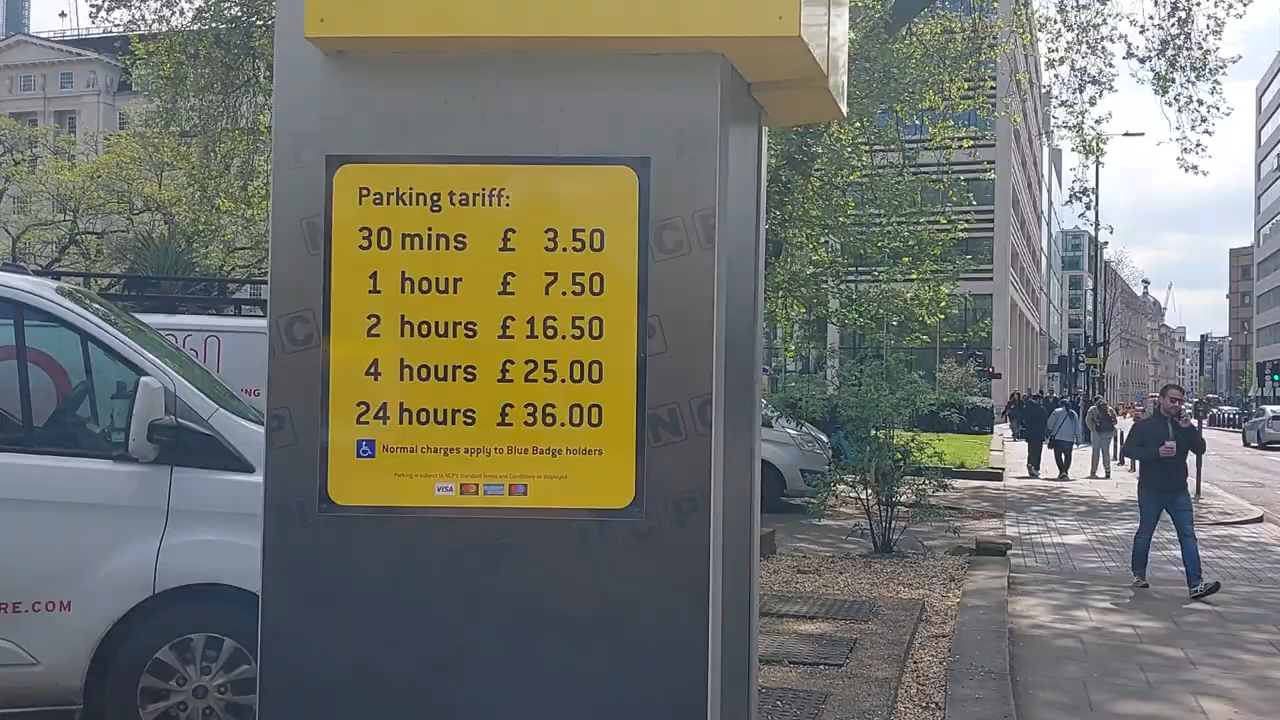 Parking tariff:
30 mins £ 3.50
1 hour £ 7.50
2 hours £ 16.50
4 hours £ 25.00
24 hours £ 36.00
Normal charges apply to Blue Badge holders
Parking is subject to NCP's Standard Terms and Conditions as displayed
VISA
RE.COM
NCP